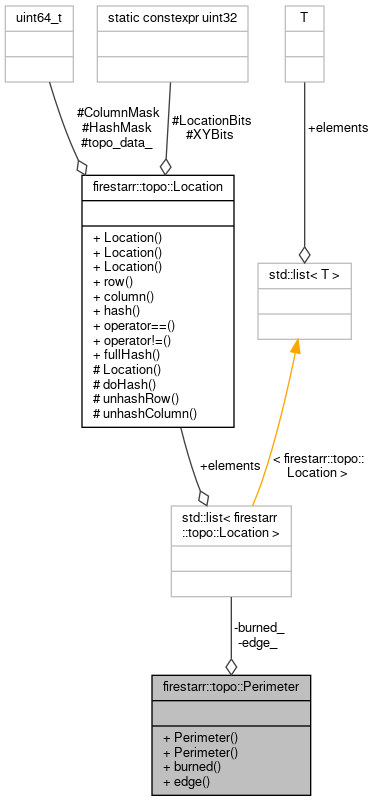 uint64_t
static constexpr uint32
T
#ColumnMask
#HashMask
#topo_data_
#LocationBits
#XYBits
+elements
firestarr::topo::Location
+ Location()
+ Location()
+ Location()
+ row()
+ column()
+ hash()
+ operator==()
+ operator!=()
+ fullHash()
# Location()
# doHash()
# unhashRow()
# unhashColumn()
std::list< T >
+elements
< firestarr::topo::
Location >
std::list< firestarr
::topo::Location >
-burned_
-edge_
firestarr::topo::Perimeter
+ Perimeter()
+ Perimeter()
+ burned()
+ edge()